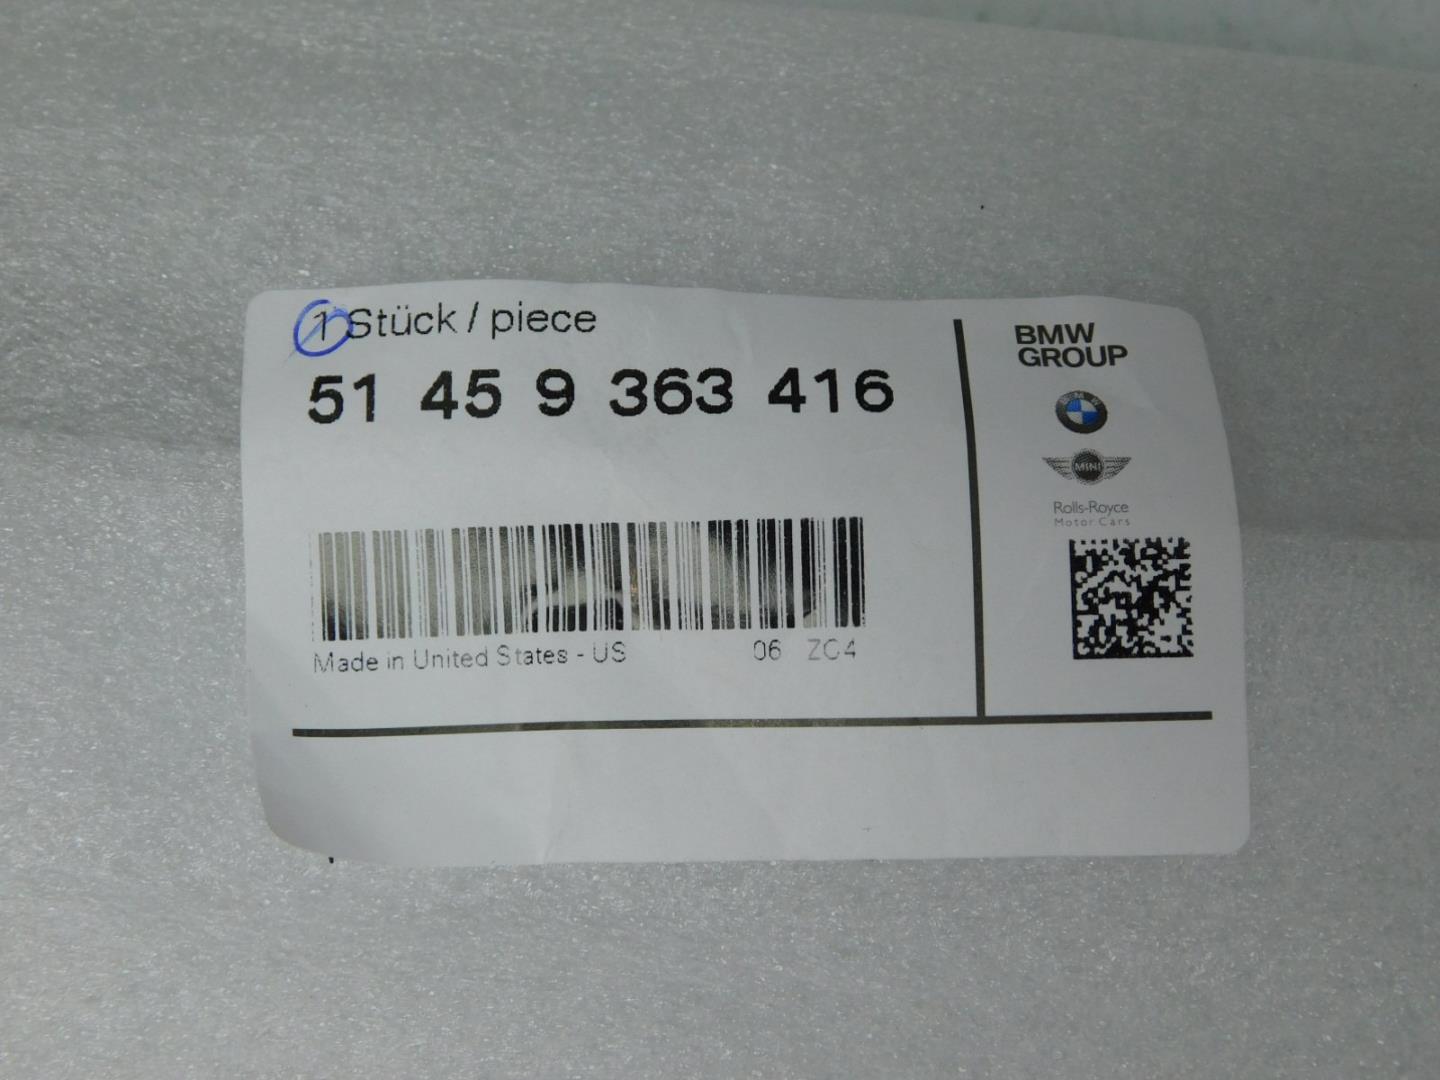 1 Stück / piece
51 45 9 363 416
Made in United States - US 06 ZC4
BMW
GROUP
BMW
MINI
Rolls-Royce
Motor Cars